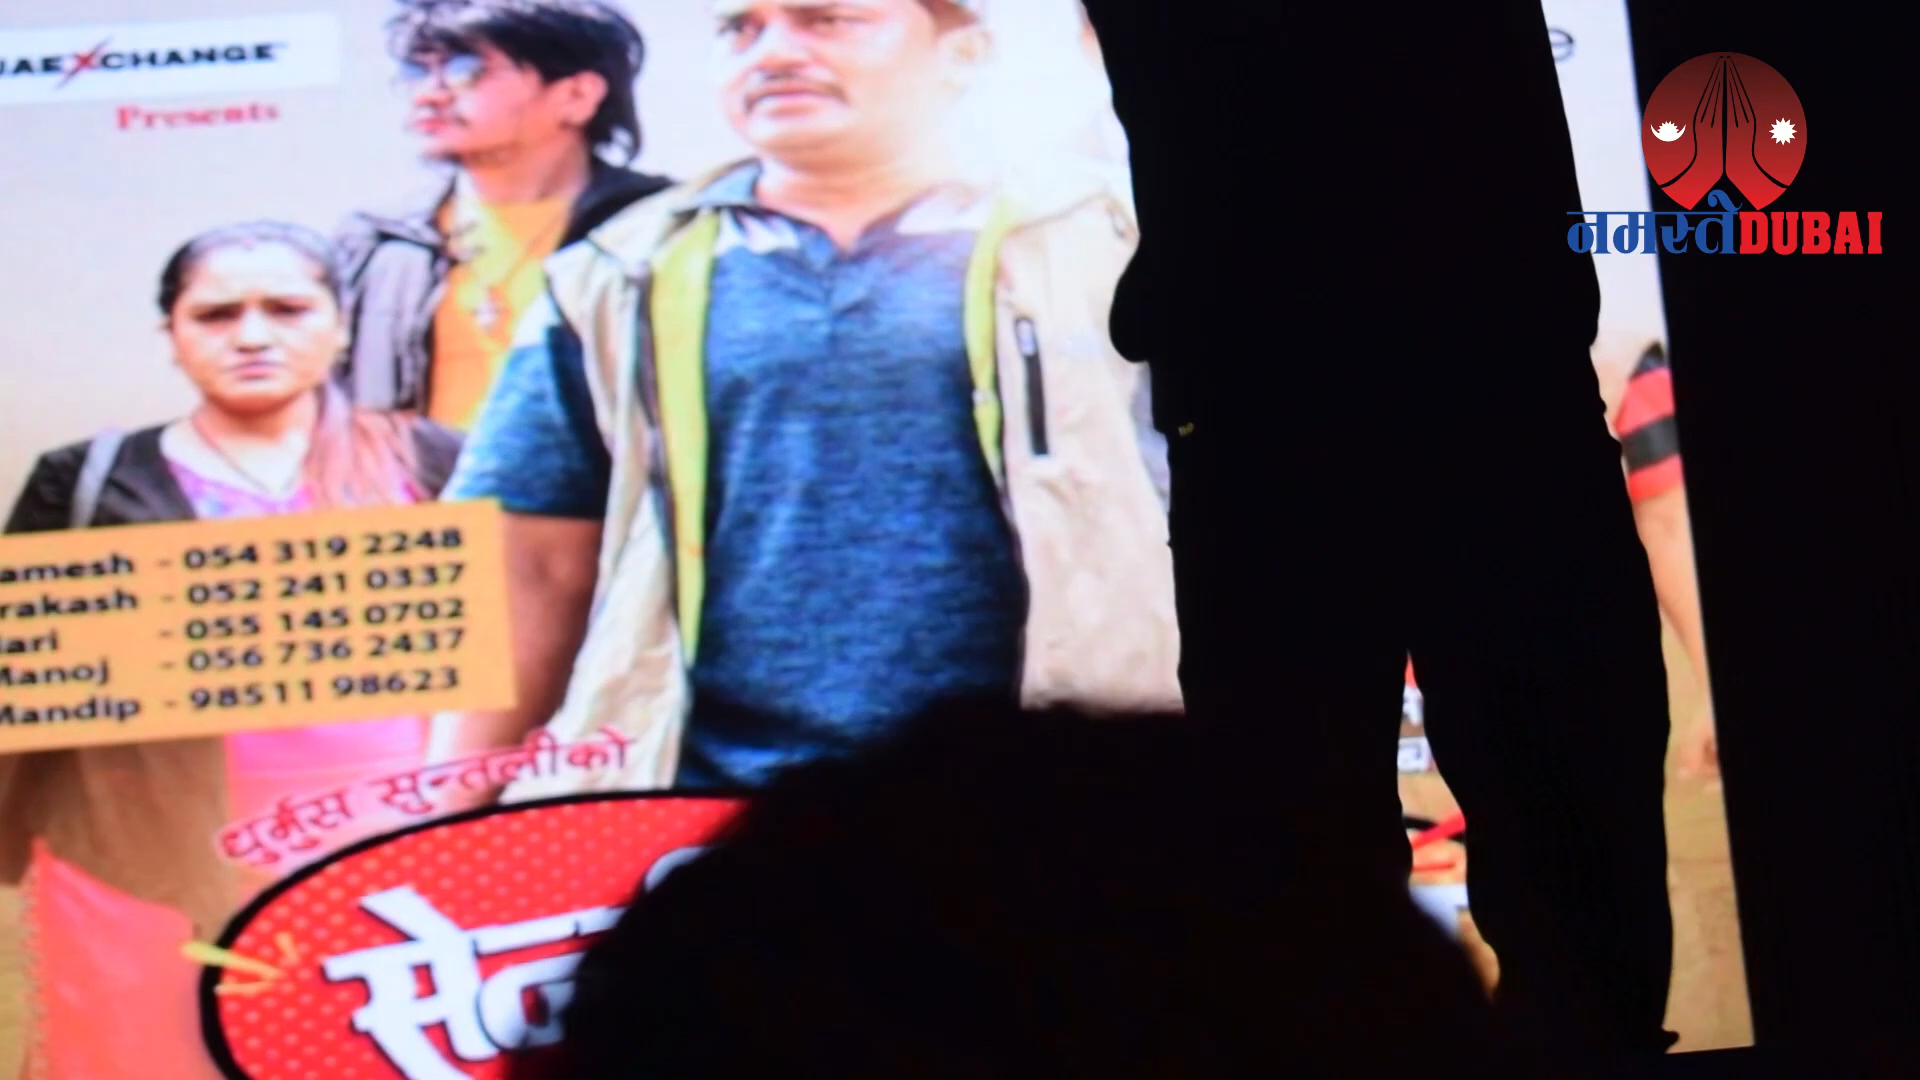 UAEXCHANGE
Presents
नमस्तेDUBAI
amesh - 054 319 2248
rakash - 052 241 0337
Hari - 055 145 0702
Manoj - 056 736 2437
Mandip - 98511 98623
धुर्मुस सुन्तलीको